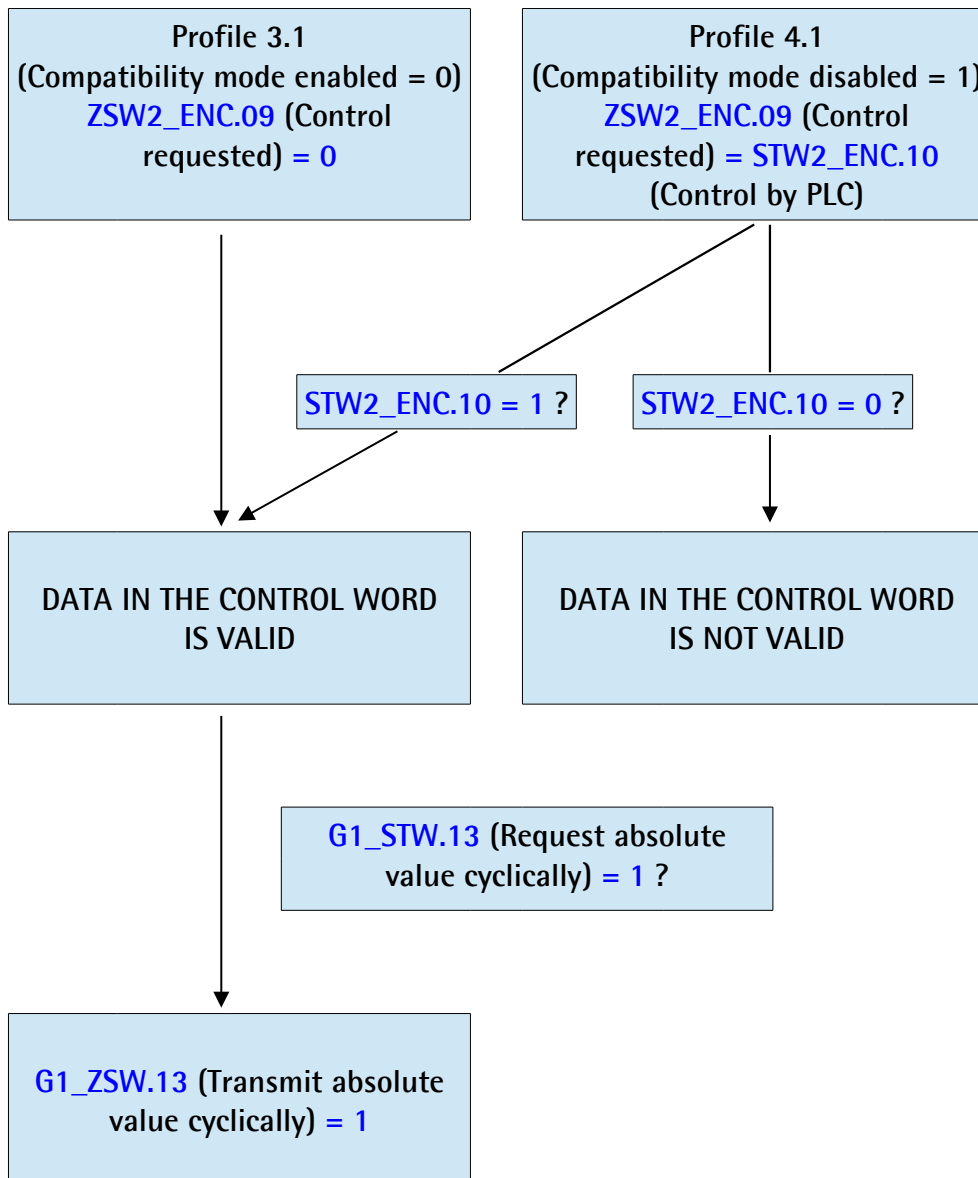 Profile 3.1
(Compatibility mode enabled = 0)
ZSW2_ENC.09 (Control
requested) = 0
Profile 4.1
(Compatibility mode disabled = 1)
ZSW2_ENC.09 (Control
requested) = STW2_ENC.10
(Control by PLC)
STW2_ENC.10 = 1 ?
STW2_ENC.10 = 0 ?
DATA IN THE CONTROL WORD
IS VALID
DATA IN THE CONTROL WORD
IS NOT VALID
G1_STW.13 (Request absolute
value cyclically) = 1 ?
G1_ZSW.13 (Transmit absolute
value cyclically) = 1